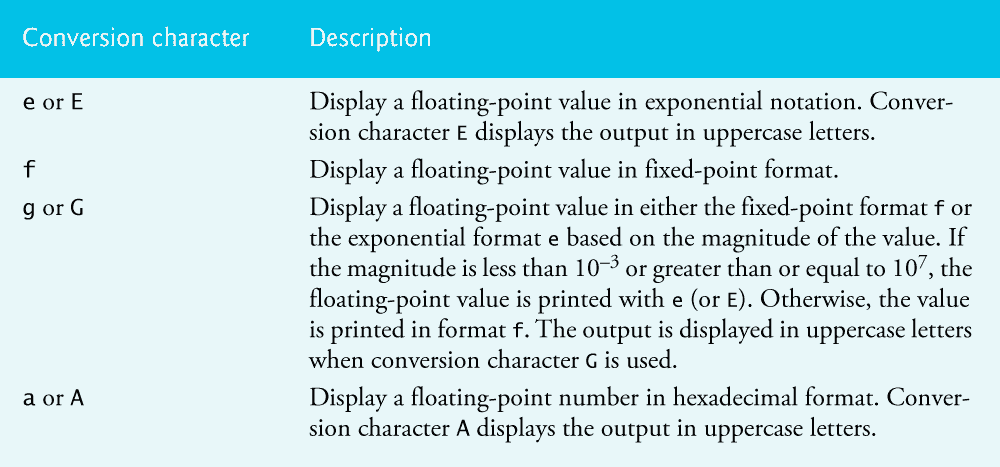 Conversion character Description
e or E Display a floating-point value in exponential notation. Conver-
sion character E displays the output in uppercase letters.
f Display a floating-point value in fixed-point format.
g or G Display a floating-point value in either the fixed-point format f or
the exponential format e based on the magnitude of the value. If
the magnitude is less than 10⁻³ or greater than or equal to 10⁷, the
floating-point value is printed with e (or E). Otherwise, the value
is printed in format f. The output is displayed in uppercase letters
when conversion character G is used.
a or A Display a floating-point number in hexadecimal format. Conver-
sion character A displays the output in uppercase letters.